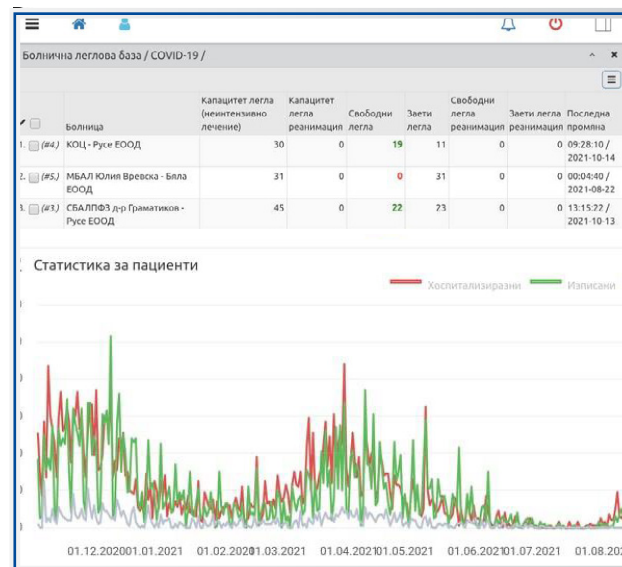 Болнична леглова база / COVID-19 /
Болница
Капацитет легла (неинтензивно лечение)
Капацитет легла реанимация
Свободни легла
Заети легла
Свободни легла реанимация
Заети легла реанимация
Последна промяна
1. (#4.) КОЦ - Русе ЕООД 30 0 19 11 0 0 09:28:10 / 2021-10-14
2. (#5.) МБАЛ Юлия Вревска - Бяла ЕООД 31 0 0 31 0 0 00:04:40 / 2021-08-22
3. (#3.) СБАЛПФЗ д-р Граматиков - Русе ЕООД 45 0 22 23 0 0 13:15:22 / 2021-10-13
Статистика за пациенти
Хоспитализиразни Изписани
01.12.2020 01.01.2021 01.02.2021 01.03.2021 01.04.2021 01.05.2021 01.06.2021 01.07.2021 01.08.20